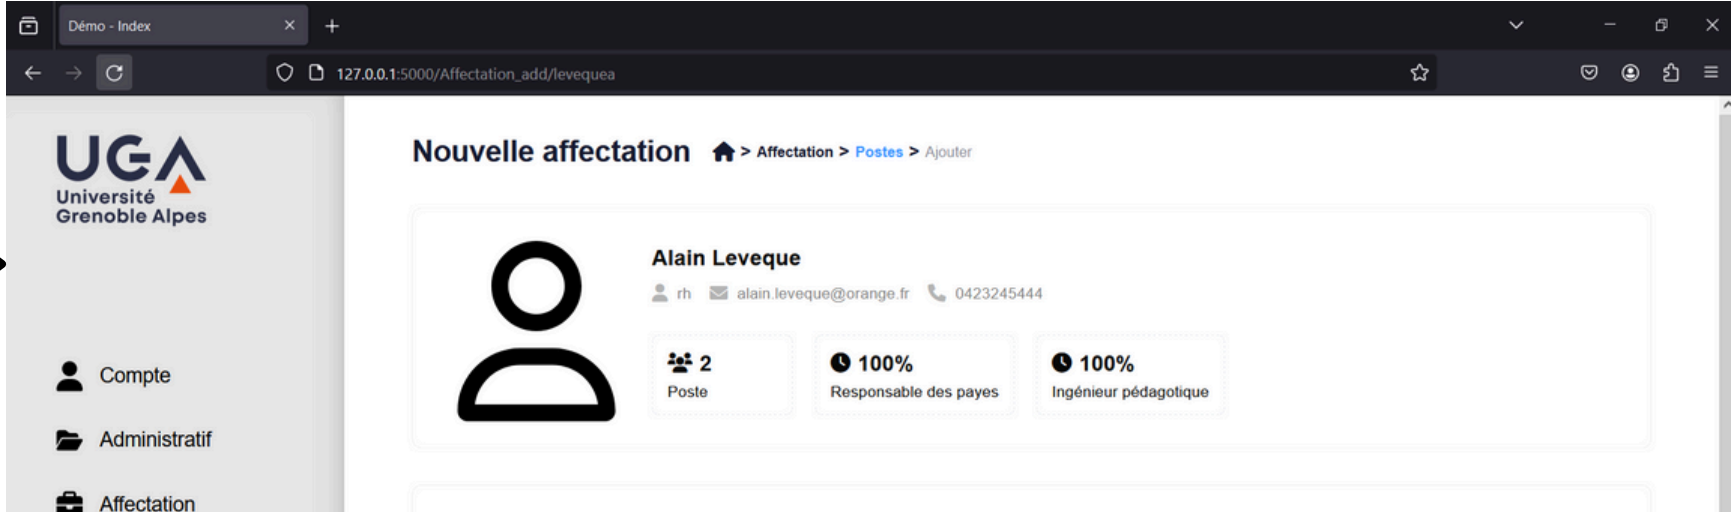 Démo - Index
127.0.0.1:5000/Affectation_add/levequea
UGA
Université
Grenoble Alpes
Compte
Administratif
Affectation
Nouvelle affectation > Affectation > Postes > Ajouter
Alain Leveque
rh alain.leveque@orange.fr 0423245444
2
Poste
100%
Responsable des payes
100%
Ingénieur pédagotique